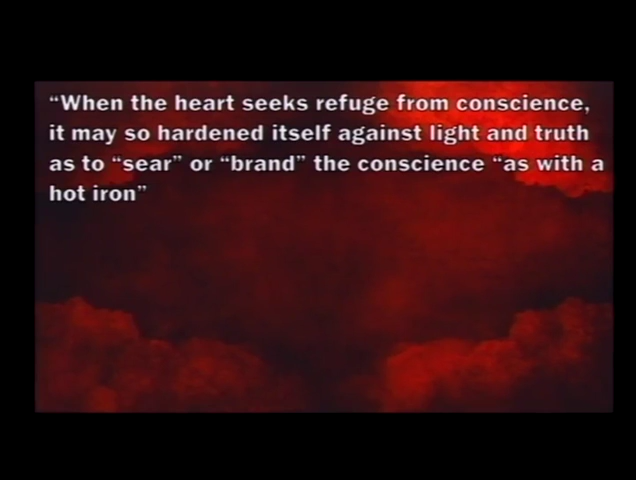 “When the heart seeks refuge from conscience,
it may so hardened itself against light and truth
as to “sear” or “brand” the conscience “as with a
hot iron”